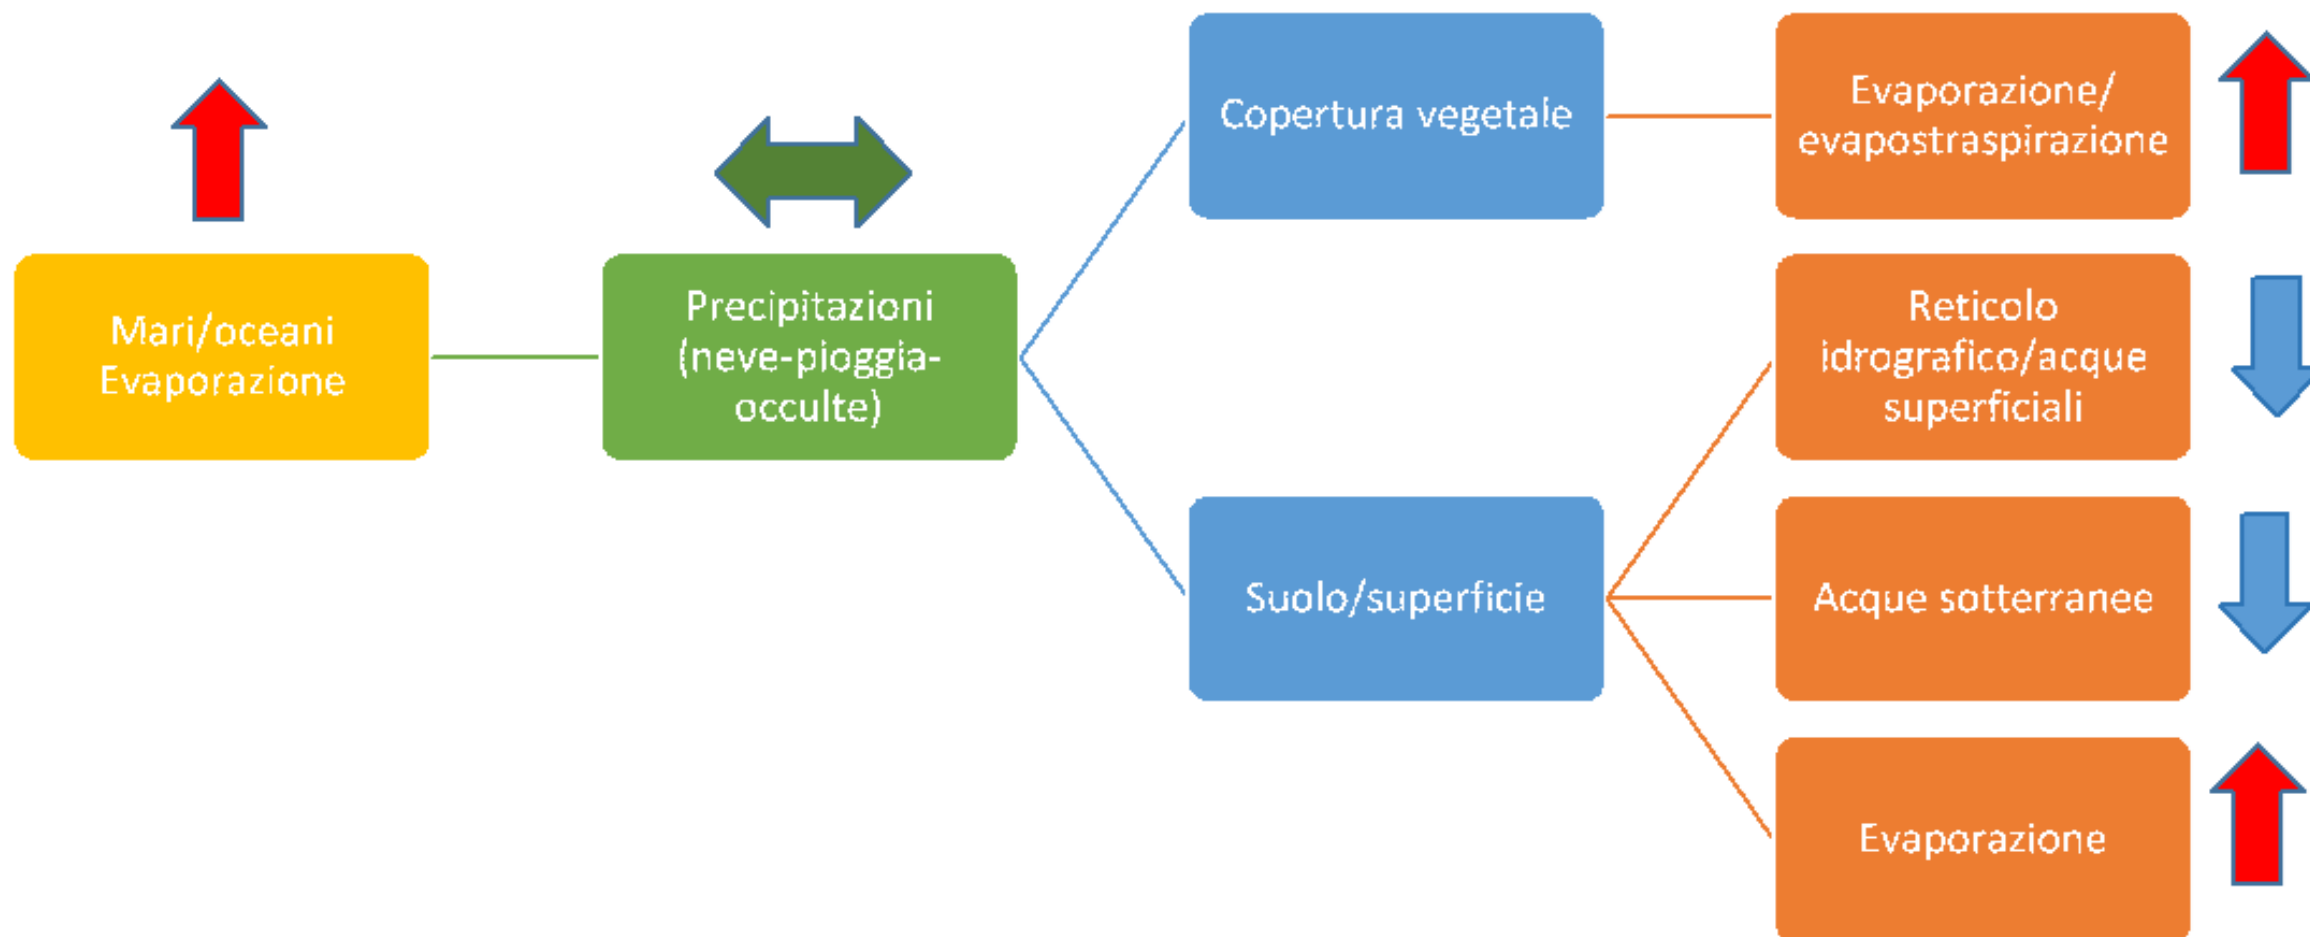 Mari/oceani
Evaporazione
Precipitazioni
(neve-pioggia-
occulte)
Copertura vegetale
Evaporazione/
evapostraspirazione
Reticolo
idrografico/acque
superficiali
Suolo/superficie
Acque sotterranee
Evaporazione